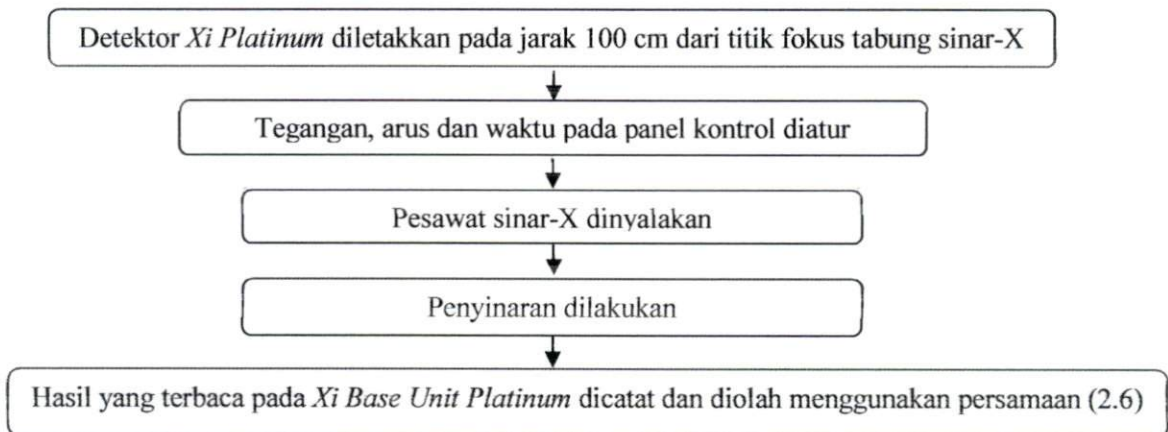 Detektor Xi Platinum diletakkan pada jarak 100 cm dari titik fokus tabung sinar-X
Tegangan, arus dan waktu pada panel kontrol diatur
Pesawat sinar-X dinyalakan
Penyinaran dilakukan
Hasil yang terbaca pada Xi Base Unit Platinum dicatat dan diolah menggunakan persamaan (2.6)